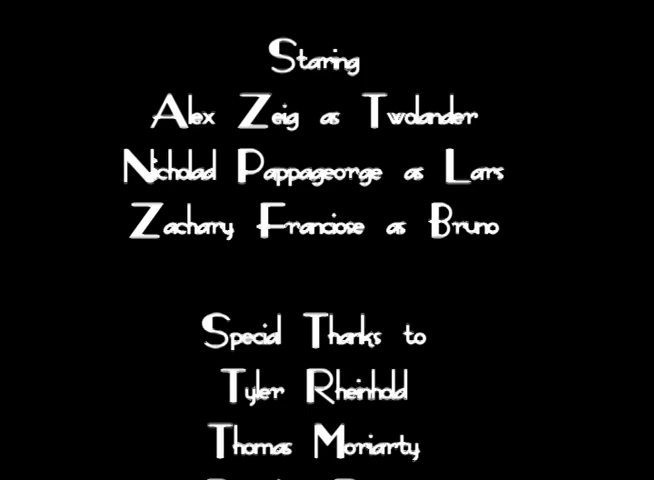 Starring
Alex Zeig as Twolander
Nicholad Pappageorge as Lars
Zachary Franciose as Bruno
Special Thanks to
Tyler Rheinhold
Thomas Moriarty